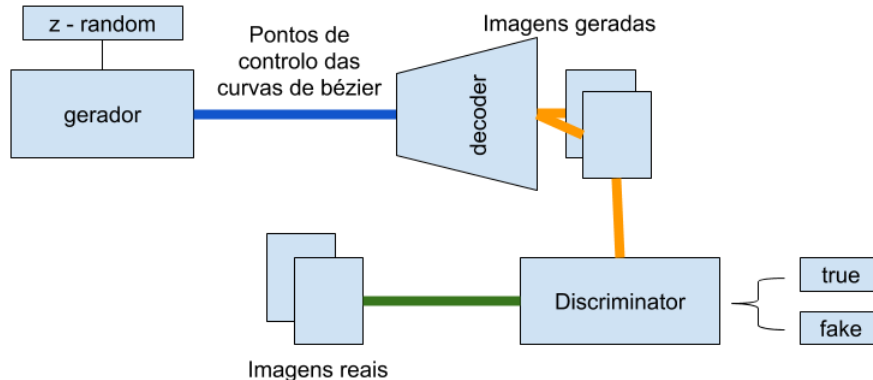 z - random
gerador
Pontos de
controlo das
curvas de bézier
decoder
Imagens geradas
Imagens reais
Discriminator
true
fake